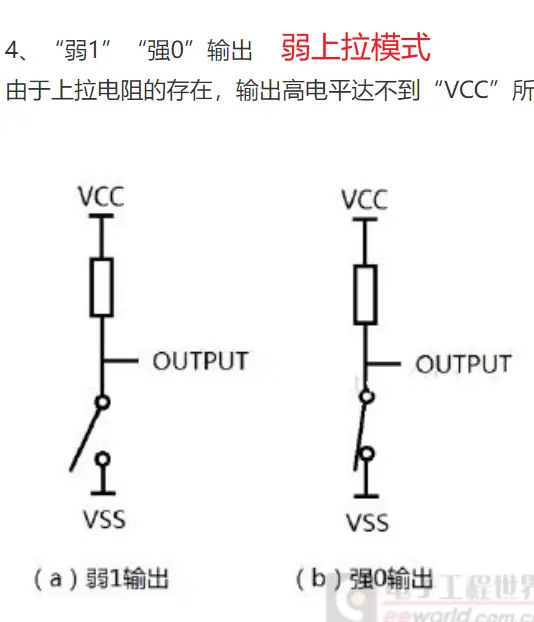 4、“弱1”“强0”输出 弱上拉模式
由于上拉电阻的存在，输出高电平达不到“VCC”所
VCC VCC
OUTPUT OUTPUT
VSS VSS
（a）弱1输出 （b）强0输出
电子工程世界
eeworld.com.cn